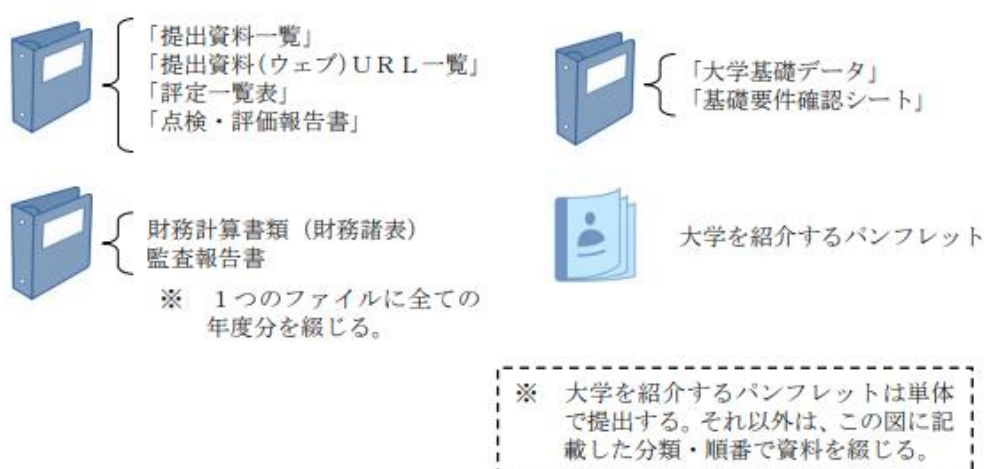 「提出資料一覧」
「提出資料(ウェブ)ＵＲＬ一覧」
「評定一覧表」
「点検・評価報告書」
「大学基礎データ」
「基礎要件確認シート」
財務計算書類（財務諸表）
監査報告書
※　１つのファイルに全ての
年度分を綴じる。
大学を紹介するパンフレット
※　大学を紹介するパンフレットは単体
で提出する。それ以外は、この図に記
載した分類・順番で資料を綴じる。